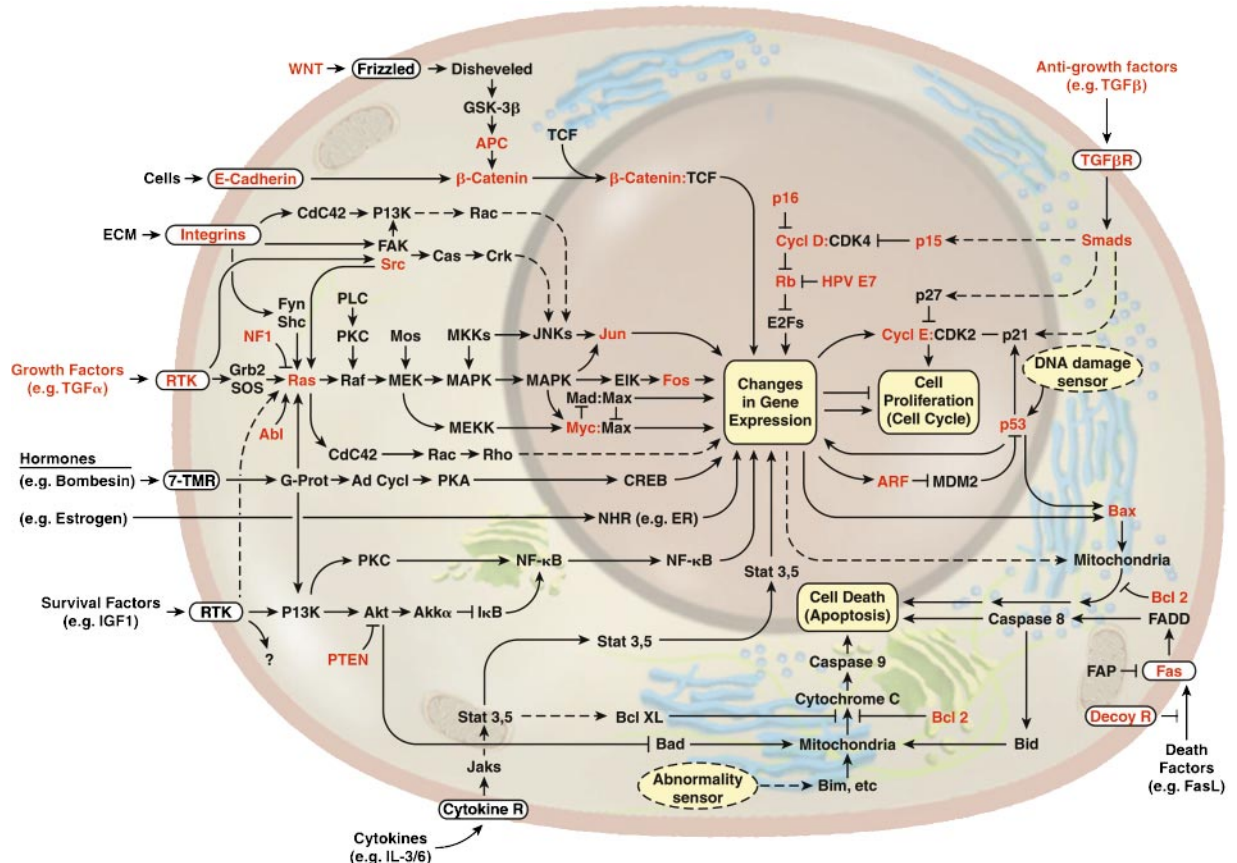 WNT
Frizzled
Disheveled
GSK-3β
APC
TCF
Cells
E-Cadherin
β-Catenin
β-Catenin:TCF
Anti-growth factors
(e.g. TGFβ)
TGFβR
CdC42
P13K
Rac
ECM
Integrins
FAK
Src
Cas
Crk
p16
Cycl D:CDK4
p15
Smads
Rb
HPV E7
Fyn
Shc
PLC
PKC
NF1
Mos
MKKs
JNKs
Jun
E2Fs
p27
Cycl E:CDK2
p21
Growth Factors
(e.g. TGFα)
RTK
Grb2
SOS
Ras
Raf
MEK
MAPK
MAPK
ElK
Fos
Mad:Max
MEKK
Myc:Max
Abl
CdC42
Rac
Rho
Changes
in Gene
Expression
Cell
Proliferation
(Cell Cycle)
DNA damage
sensor
p53
Hormones
(e.g. Bombesin)
7-TMR
G-Prot
Ad Cycl
PKA
CREB
ARF
MDM2
(e.g. Estrogen)
NHR (e.g. ER)
Bax
PKC
NF-κB
NF-κB
Stat 3,5
Mitochondria
Survival Factors
(e.g. IGF1)
RTK
P13K
Akt
Akkα
IκB
?
PTEN
Stat 3,5
Cell Death
(Apoptosis)
Bcl 2
Caspase 8
FADD
Caspase 9
FAP
Fas
Cytochrome C
Stat 3,5
Bcl XL
Bcl 2
Decoy R
Bad
Mitochondria
Bid
Death
Factors
(e.g. FasL)
Jaks
Abnormality
sensor
Bim, etc
Cytokine R
Cytokines
(e.g. IL-3/6)